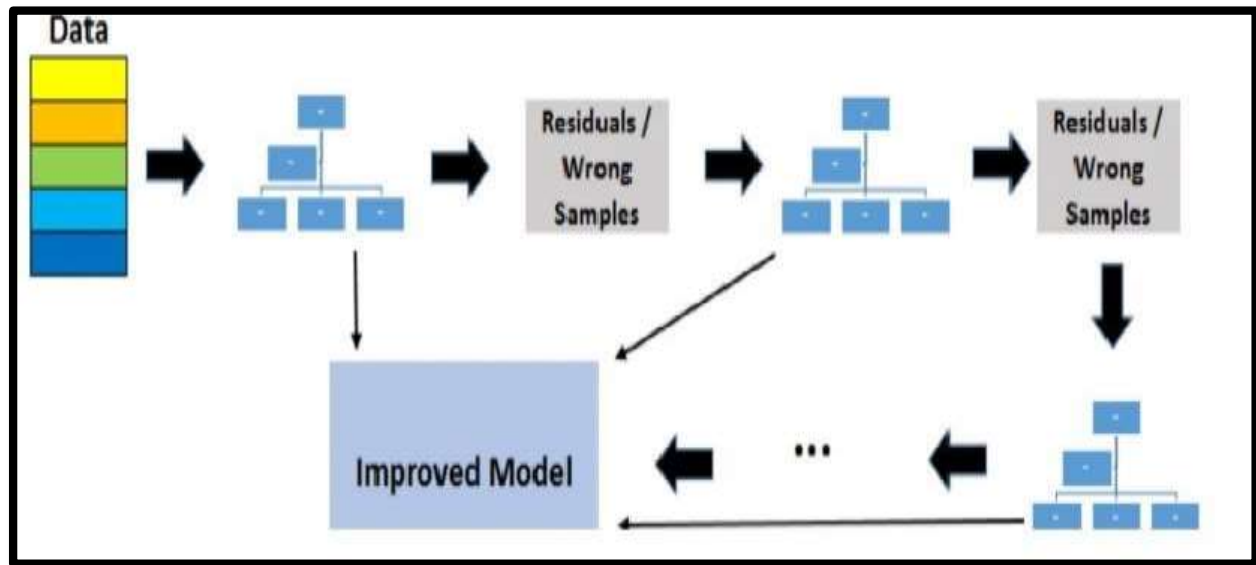 Data
Residuals /
Wrong
Samples
Residuals /
Wrong
Samples
...
Improved Model